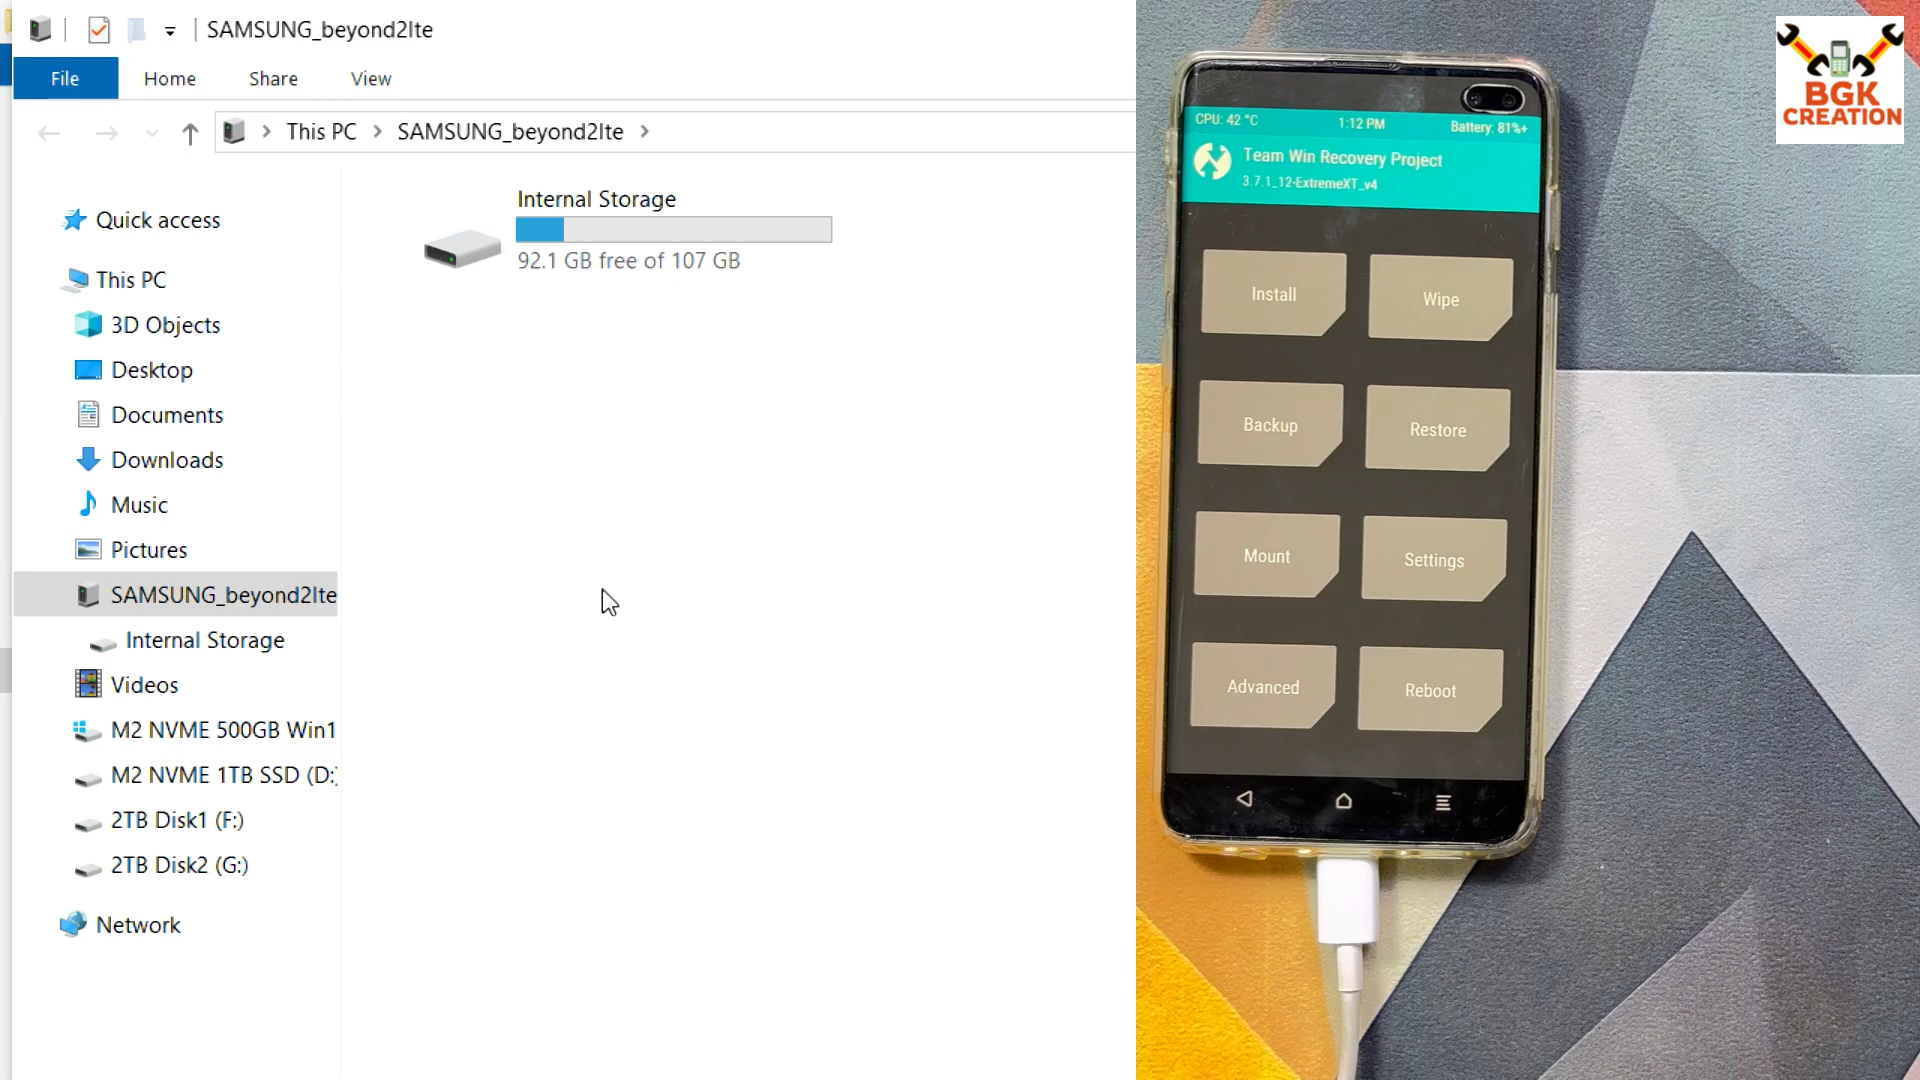 SAMSUNG_beyond2lte
File Home Share View
This PC SAMSUNG_beyond2lte
Quick access
This PC
3D Objects
Desktop
Documents
Downloads
Music
Pictures
SAMSUNG_beyond2lte
Internal Storage
Videos
M2 NVME 500GB Win1
M2 NVME 1TB SSD (D:)
2TB Disk1 (F:)
2TB Disk2 (G:)
Network
Internal Storage
92.1 GB free of 107 GB
CPU: 42 °C 1:12 PM Battery: 81%+
Team Win Recovery Project
3.7.1_12-ExtremeXT_v4
Install Wipe
Backup Restore
Mount Settings
Advanced Reboot
BGK
CREATION